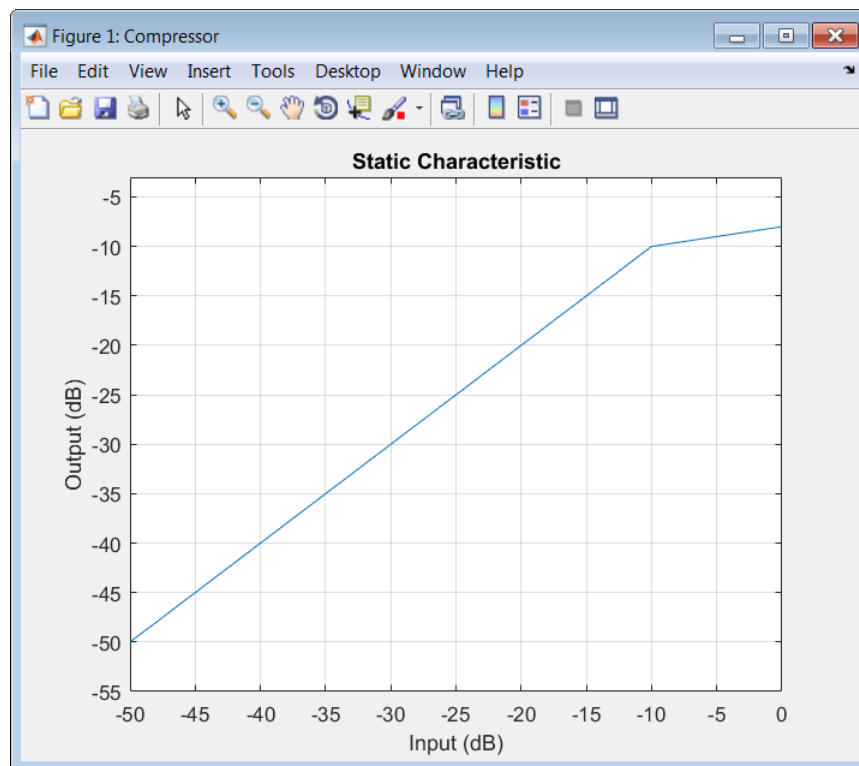 Figure 1: Compressor
File Edit View Insert Tools Desktop Window Help
Static Characteristic
-5
-10
-15
-20
-25
-30
-35
-40
-45
-50
-55
Output (dB)
-50 -45 -40 -35 -30 -25 -20 -15 -10 -5 0
Input (dB)